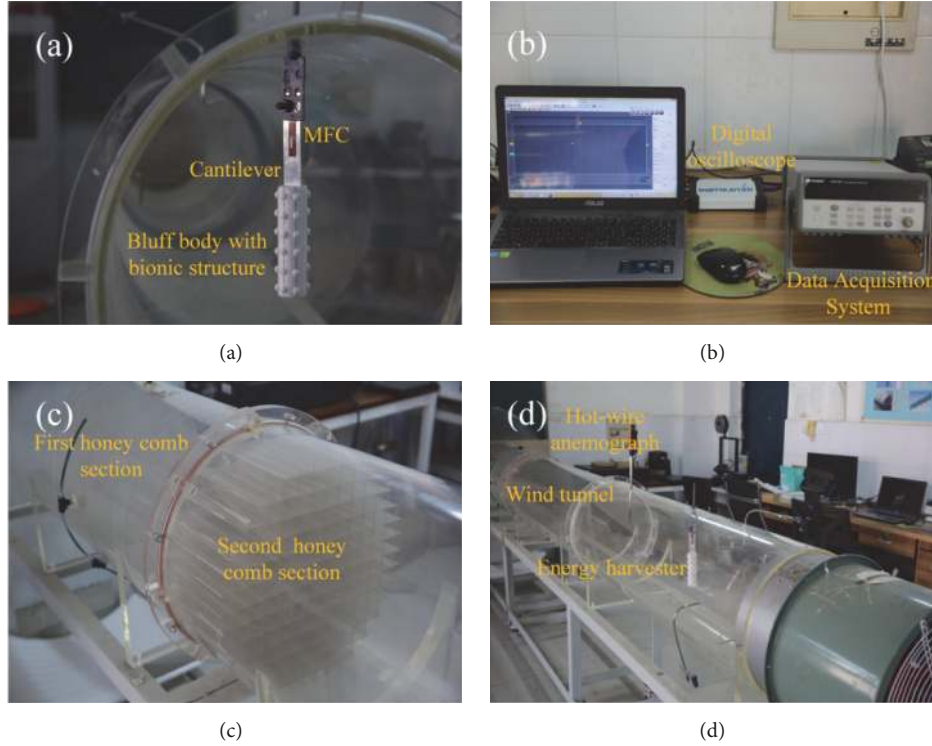 (a)
MFC
Cantilever
Bluff body with
bionic structure
(a)
(b)
Digital
oscilloscope
ASUS
Data Acquisition
System
(b)
(c)
First honey comb
section
Second honey
comb section
(c)
(d)
Hot-wire
anemograph
Wind tunnel
Energy harvester
(d)